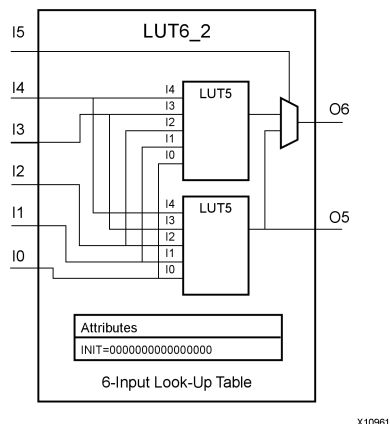 LUT6_2
I5
I4
I3
I2
I1
I0
I4
I3
I2
I1
I0
LUT5
I4
I3
I2
I1
I0
LUT5
O6
O5
Attributes
INIT=0000000000000000
6-Input Look-Up Table
X10961